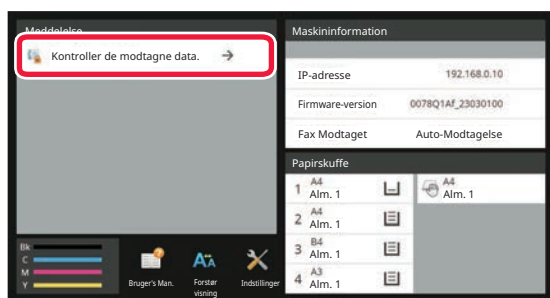 Meddelelse
Kontroller de modtagne data.
Maskininformation
IP-adresse 192.168.0.10
Firmware-version 0078Q1Af_23030100
Fax Modtaget Auto-Modtagelse
Papirskuffe
1 A4
Alm. 1
A4
Alm. 1
2 A4
Alm. 1
3 B4
Alm. 1
4 A3
Alm. 1
Bk
C
M
Y
Bruger's Man.
Forstør
visning
Indstillinger